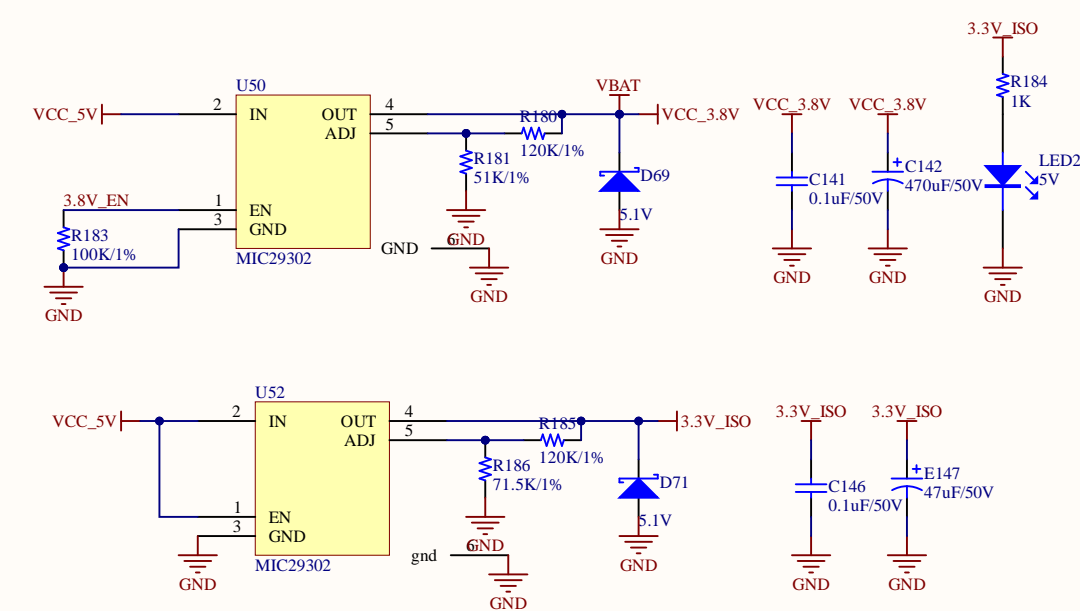 3.3V_ISO
R184
1K
LED2
5V
GND
U50
VCC_5V
2
IN
OUT
4
ADJ
5
R180
120K/1%
R181
51K/1%
GND
VBAT
VCC_3.8V
D69
5.1V
GND
3.8V_EN
1
EN
3
GND
R183
100K/1%
GND
MIC29302
GND
6
GND
VCC_3.8V
C141
0.1uF/50V
GND
VCC_3.8V
+
C142
470uF/50V
GND
U52
VCC_5V
2
IN
OUT
4
ADJ
5
R185
120K/1%
R186
71.5K/1%
GND
3.3V_ISO
D71
5.1V
GND
1
EN
3
GND
GND
MIC29302
gnd
6
GND
3.3V_ISO
C146
0.1uF/50V
GND
3.3V_ISO
+
E147
47uF/50V
GND